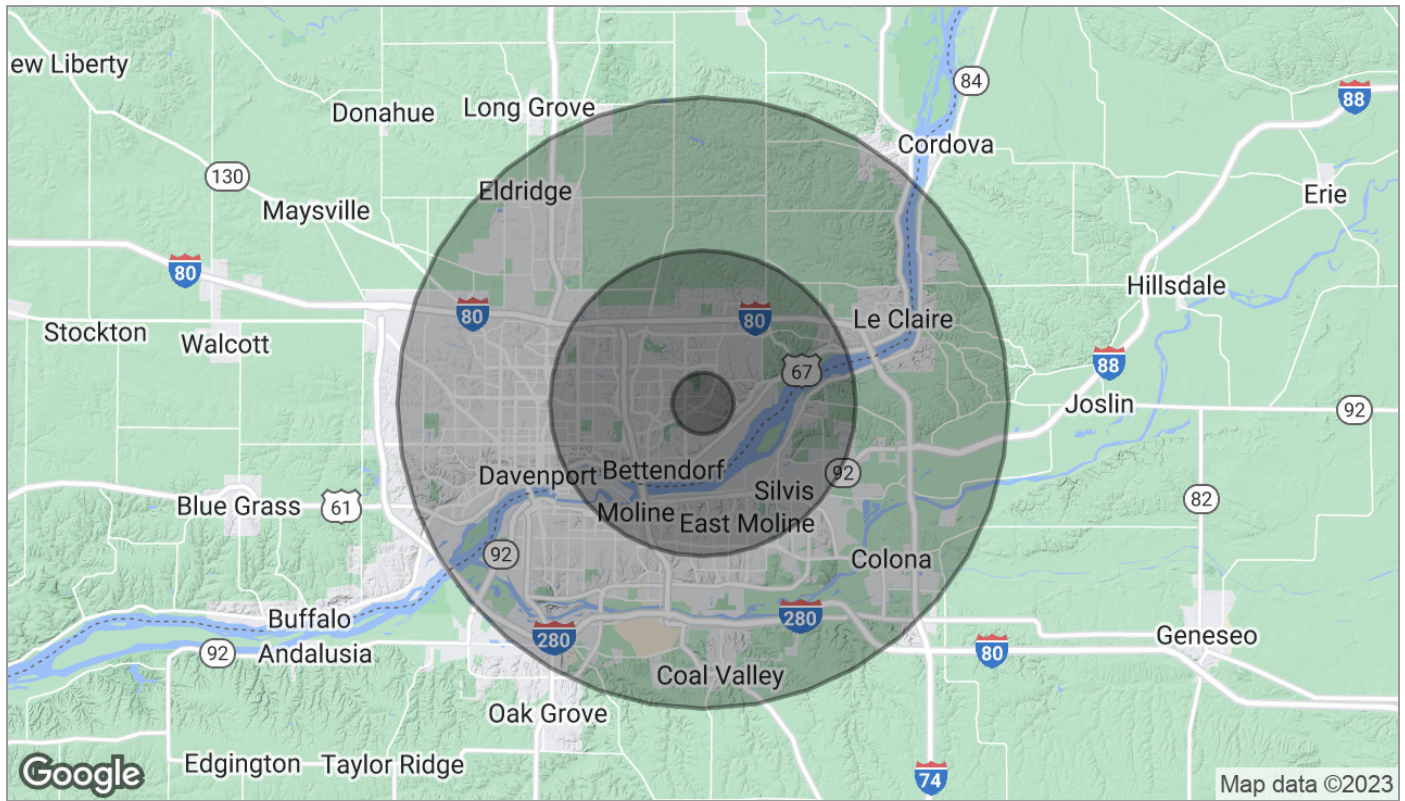 ew Liberty
84
88
Donahue
Long Grove
Cordova
130
Eldridge
Erie
Maysville
80
Hillsdale
80
80
Le Claire
Stockton
Walcott
67
88
Joslin
92
Davenport
Bettendorf
92
Silvis
Blue Grass
61
82
Moline
East Moline
92
Colona
Buffalo
280
280
Geneseo
92
Andalusia
80
Coal Valley
Oak Grove
Edgington
Taylor Ridge
74
Google
Map data ©2023